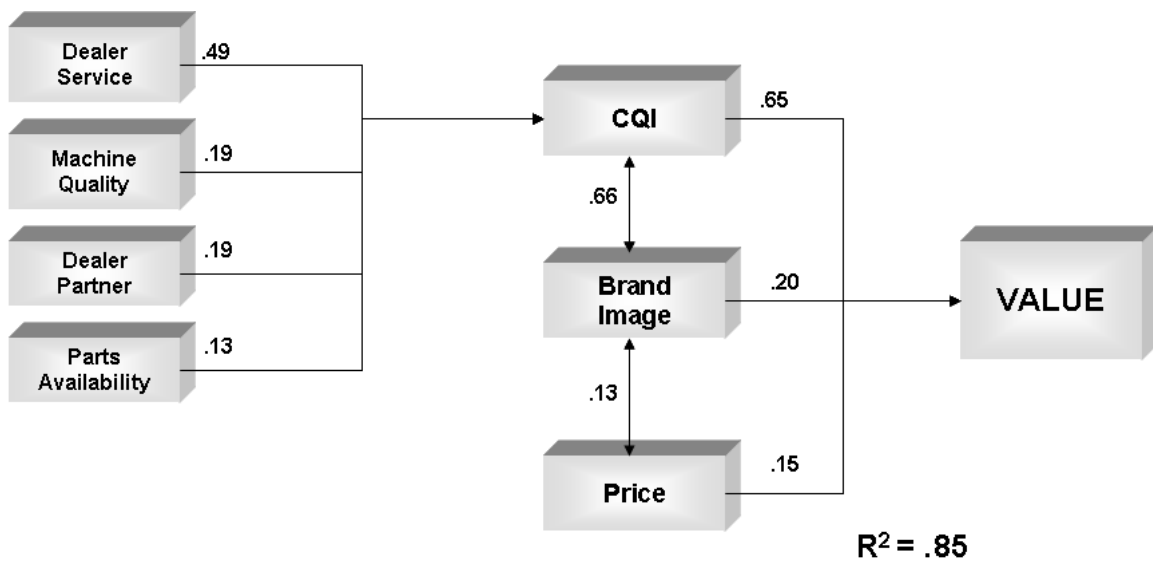 Dealer
Service
.49
Machine
Quality
.19
Dealer
Partner
.19
Parts
Availability
.13
CQI
.65
.66
Brand
Image
.20
.13
Price
.15
VALUE
R² = .85